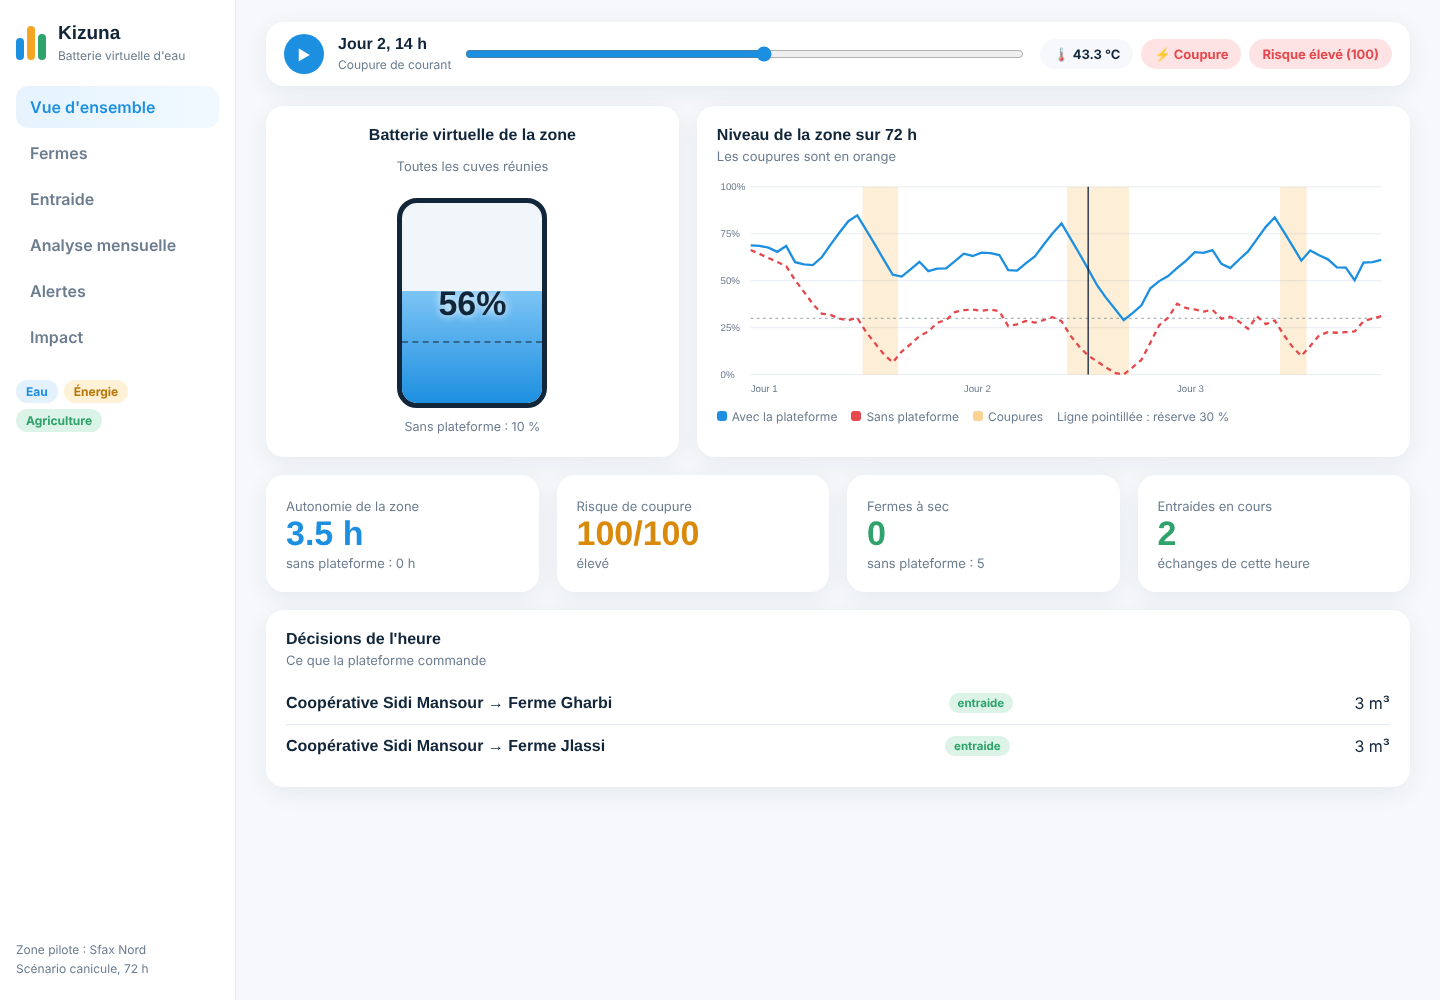 Kizuna
Batterie virtuelle d'eau
Vue d'ensemble
Fermes
Entraide
Analyse mensuelle
Alertes
Impact
Eau
Énergie
Agriculture
Zone pilote : Sfax Nord
Scénario canicule, 72 h
Jour 2, 14 h
Coupure de courant
43.3 °C
Coupure
Risque élevé (100)
Batterie virtuelle de la zone
Toutes les cuves réunies
56%
Sans plateforme : 10 %
Niveau de la zone sur 72 h
Les coupures sont en orange
100%
75%
50%
25%
0%
Jour 1
Jour 2
Jour 3
Avec la plateforme
Sans plateforme
Coupures
Ligne pointillée : réserve 30 %
Autonomie de la zone
3.5 h
sans plateforme : 0 h
Risque de coupure
100/100
élevé
Fermes à sec
0
sans plateforme : 5
Entraides en cours
2
échanges de cette heure
Décisions de l'heure
Ce que la plateforme commande
Coopérative Sidi Mansour → Ferme Gharbi
entraide
3 m³
Coopérative Sidi Mansour → Ferme Jlassi
entraide
3 m³